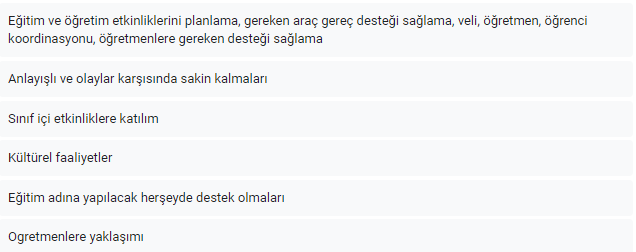 Eğitim ve öğretim etkinliklerini planlama, gereken araç gereç desteği sağlama, veli, öğretmen, öğrenci
koordinasyonu, öğretmenlere gereken desteği sağlama
Anlayışlı ve olaylar karşısında sakin kalmaları
Sınıf içi etkinliklere katılım
Kültürel faaliyetler
Eğitim adına yapılacak herşeyde destek olmaları
Ogretmenlere yaklaşımı